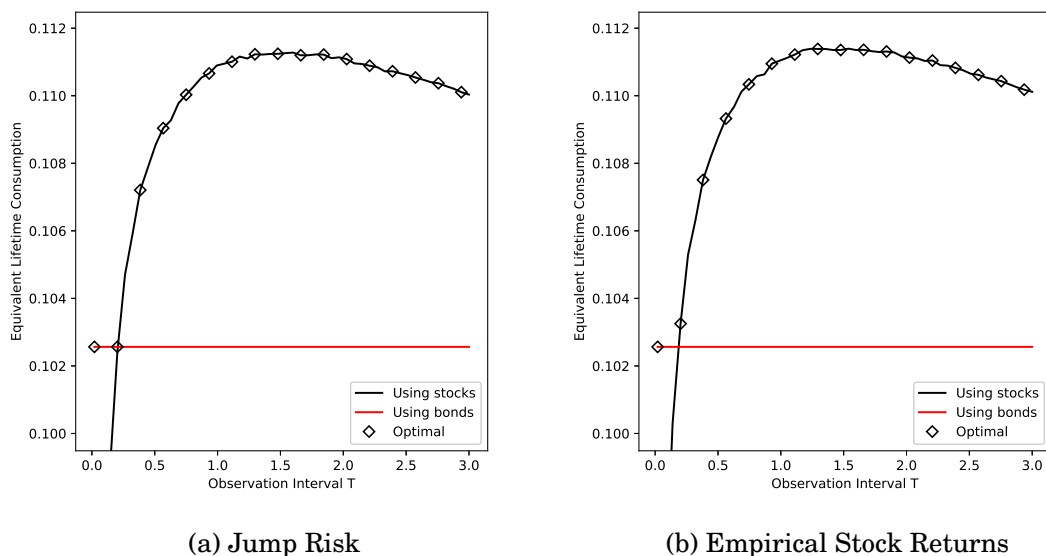 0.112
0.110
0.108
0.106
0.104
0.102
0.100
Equivalent Lifetime Consumption
0.0 0.5 1.0 1.5 2.0 2.5 3.0
Observation Interval T
Using stocks
Using bonds
Optimal
(a) Jump Risk
0.112
0.110
0.108
0.106
0.104
0.102
0.100
Equivalent Lifetime Consumption
0.0 0.5 1.0 1.5 2.0 2.5 3.0
Observation Interval T
Using stocks
Using bonds
Optimal
(b) Empirical Stock Returns